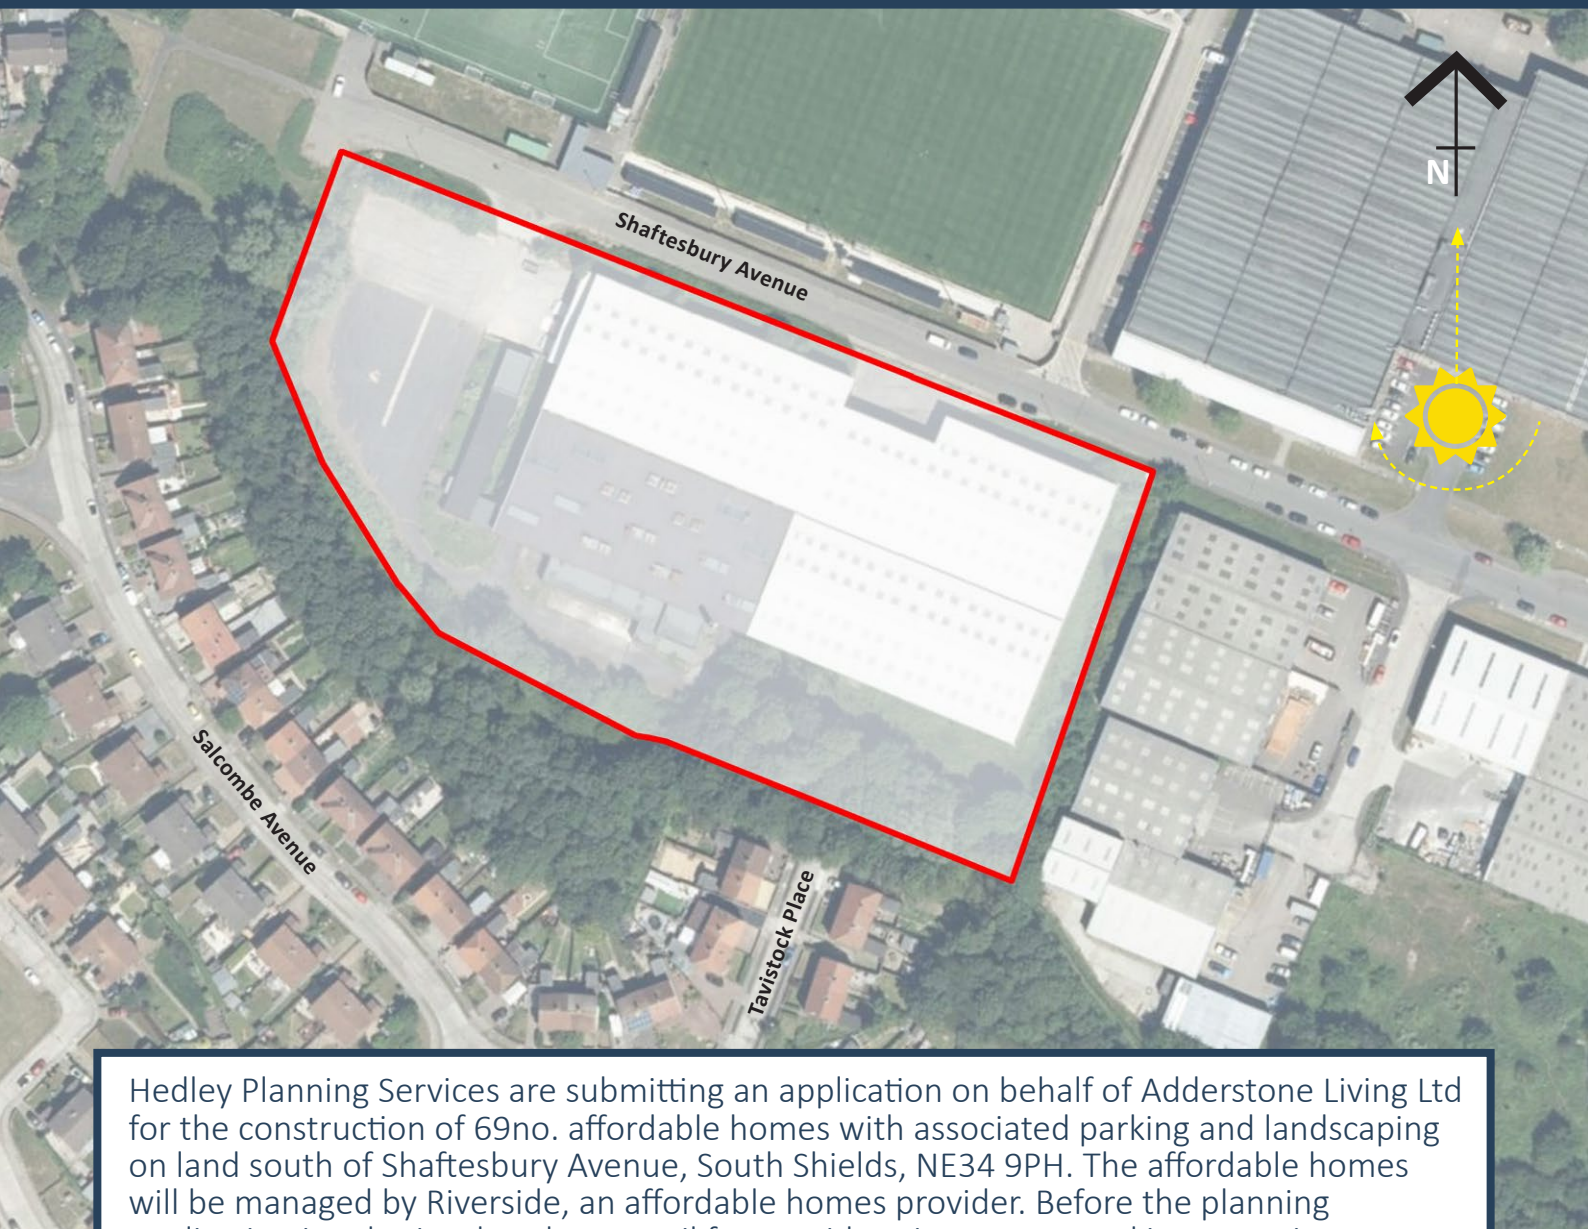 N
Shaftesbury Avenue
Salcombe Avenue
Tavistock Place
Hedley Planning Services are submitting an application on behalf of Adderstone Living Ltd
for the construction of 69no. affordable homes with associated parking and landscaping
on land south of Shaftesbury Avenue, South Shields, NE34 9PH. The affordable homes
will be managed by Riverside, an affordable homes provider. Before the planning